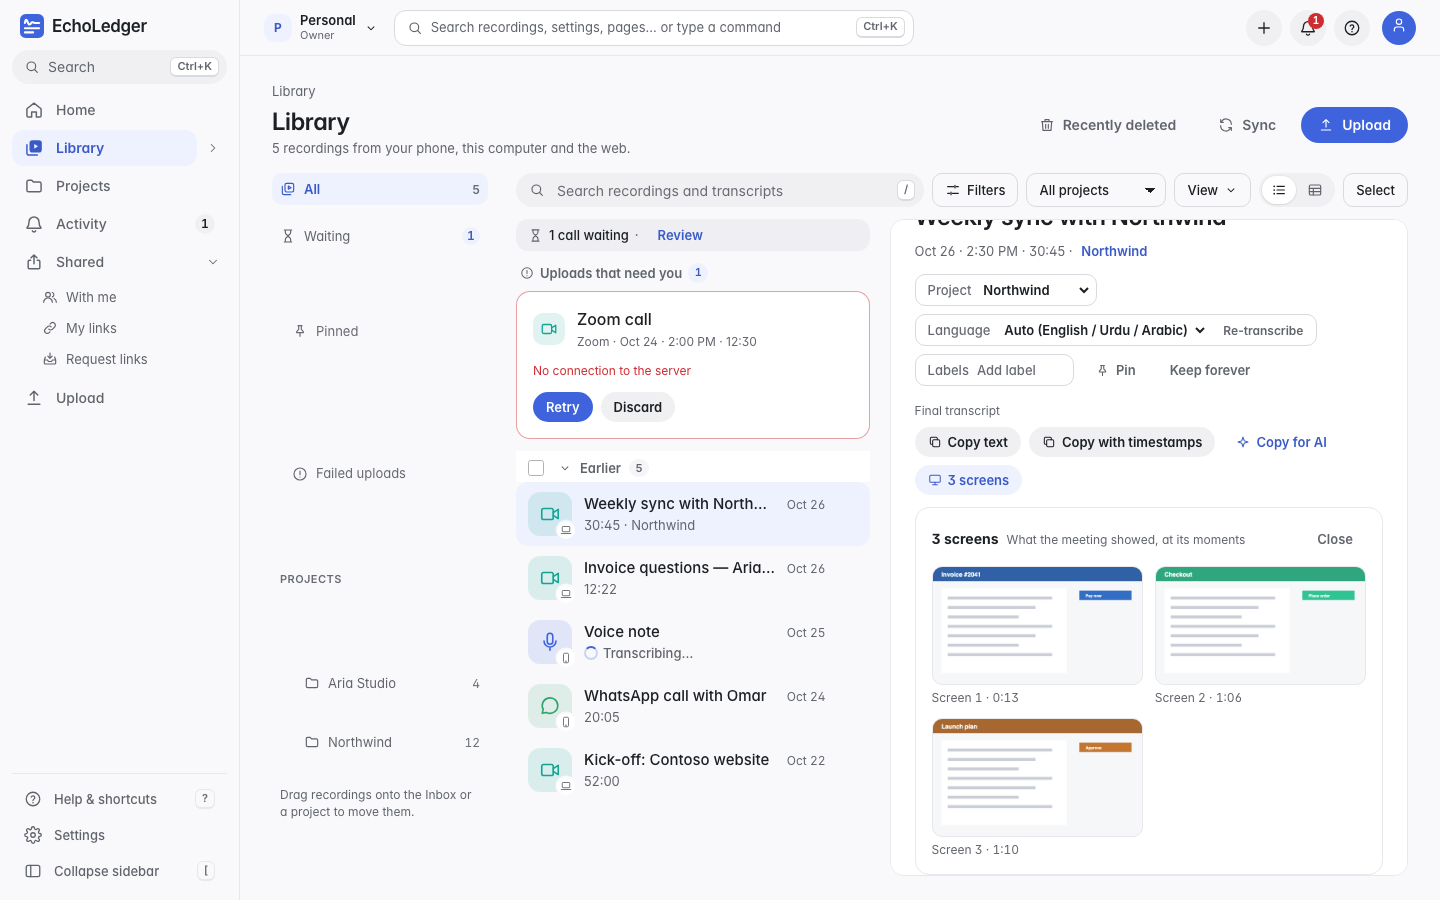 EchoLedger
Search Ctrl+K
Home
Library
Projects
Activity 1
Shared
With me
My links
Request links
Upload
Help & shortcuts ?
Settings
Collapse sidebar [
P Personal
Owner
Search recordings, settings, pages... or type a command Ctrl+K
1
Library
Library
5 recordings from your phone, this computer and the web.
Recently deleted Sync Upload
All 5
Waiting 1
Pinned
Failed uploads
PROJECTS
Aria Studio 4
Northwind 12
Drag recordings onto the Inbox or
a project to move them.
Search recordings and transcripts /
Filters All projects View Select
1 call waiting · Review
Uploads that need you 1
Zoom call
Zoom · Oct 24 · 2:00 PM · 12:30
No connection to the server
Retry Discard
Earlier 5
Weekly sync with North... Oct 26
30:45 · Northwind
Invoice questions — Aria... Oct 26
12:22
Voice note Oct 25
Transcribing...
WhatsApp call with Omar Oct 24
20:05
Kick-off: Contoso website Oct 22
52:00
Weekly sync with Northwind
Oct 26 · 2:30 PM · 30:45 · Northwind
Project Northwind
Language Auto (English / Urdu / Arabic) Re-transcribe
Labels Add label Pin Keep forever
Final transcript
Copy text Copy with timestamps Copy for AI
3 screens
3 screens What the meeting showed, at its moments Close
Invoice #2041
Pay now
Checkout
Place order
Screen 1 · 0:13 Screen 2 · 1:06
Launch plan
Approve
Screen 3 · 1:10